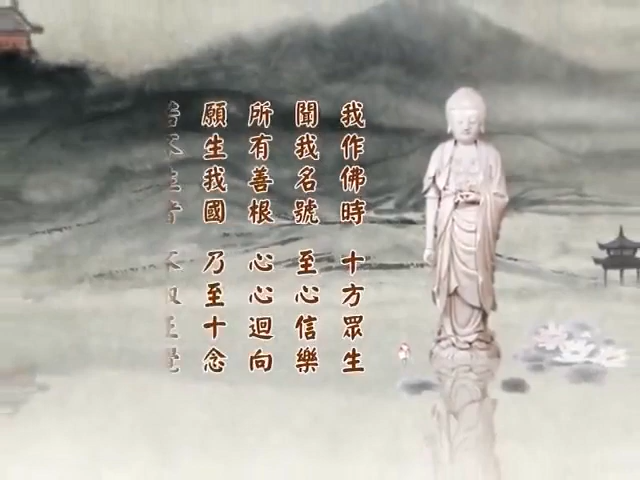 我作佛時 十方眾生
聞我名號 至心信樂
所有善根 心心迴向
願生我國 乃至十念